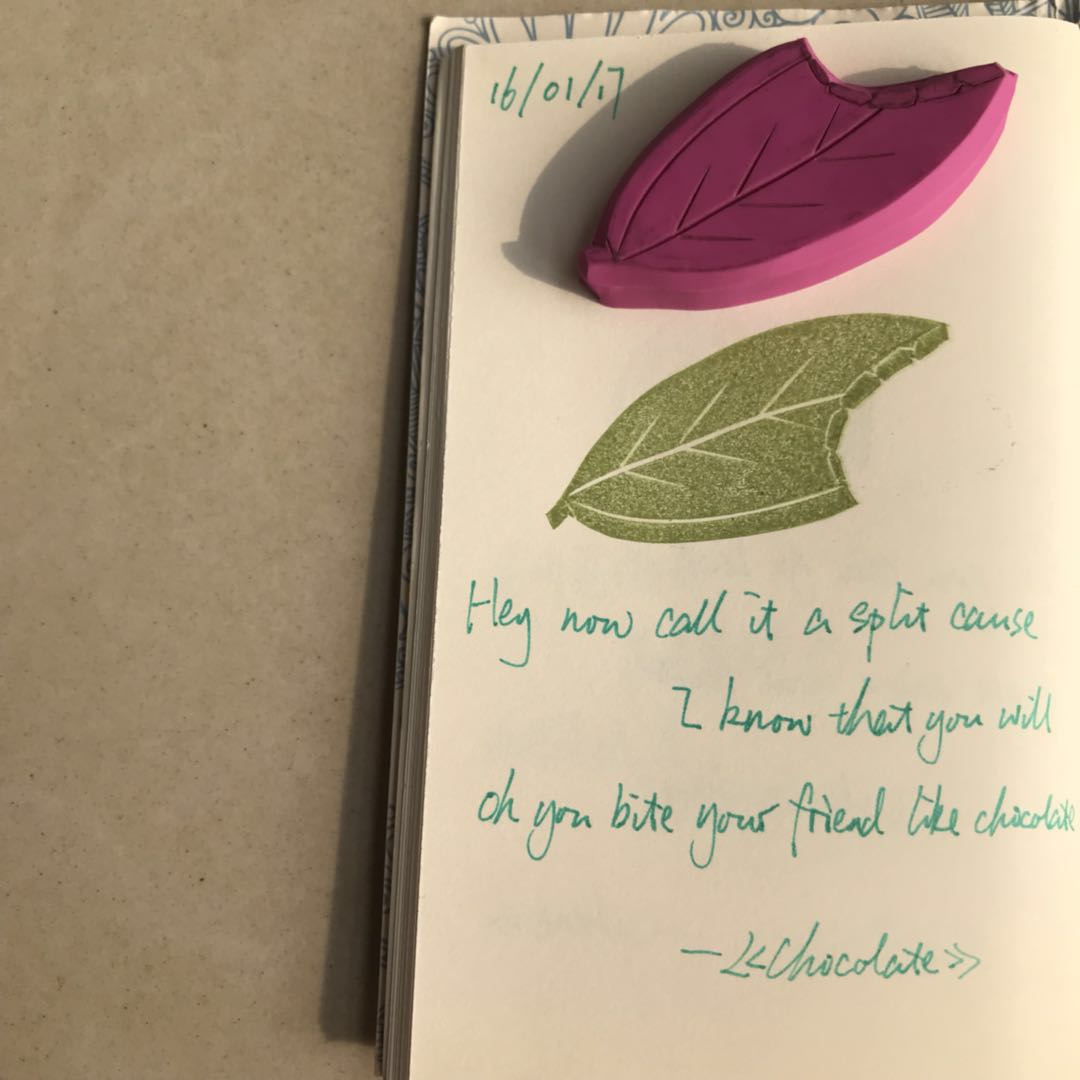 16/01/17
Hey now call it a split cause
I know that you will
oh you bite your friend like chocolate
—《Chocolate》